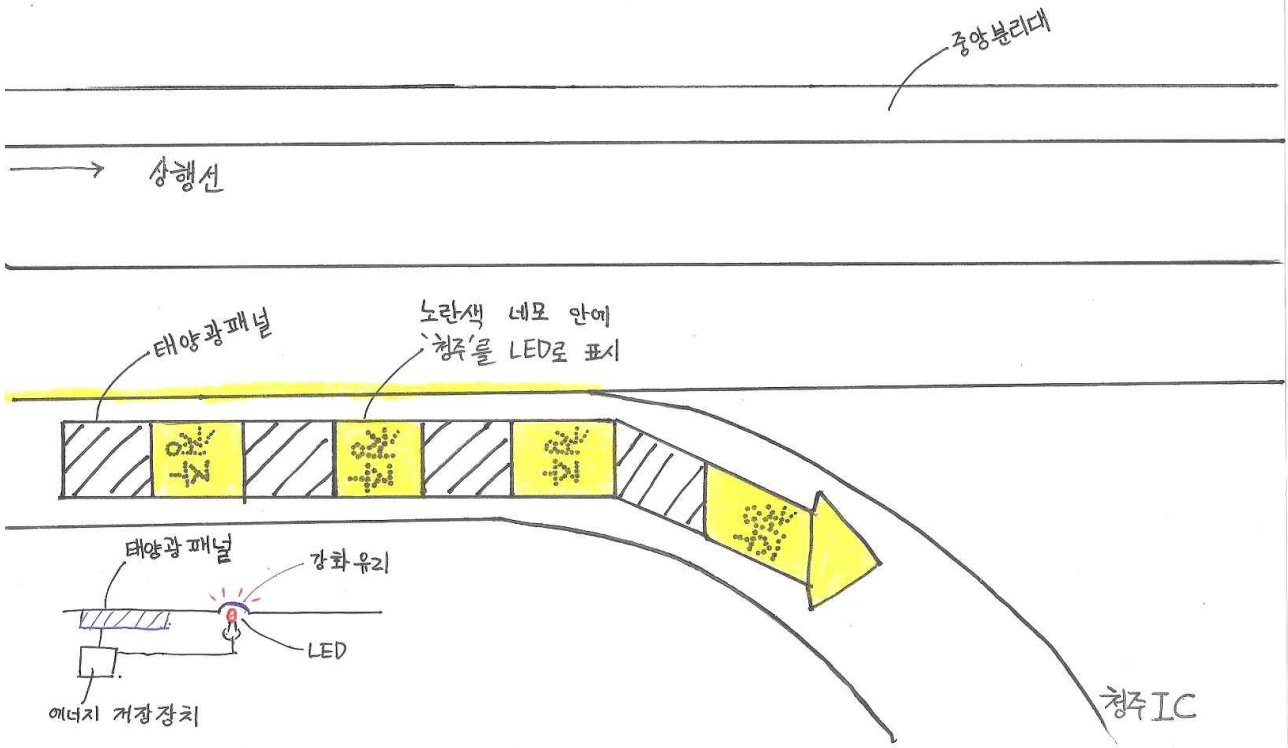 중앙분리대
상행선
태양광패널
노란색 네모 안에
'청주'를 LED로 표시
청주
청주
청주
청주
태양광패널
강화유리
LED
에너지 저장장치
청주IC